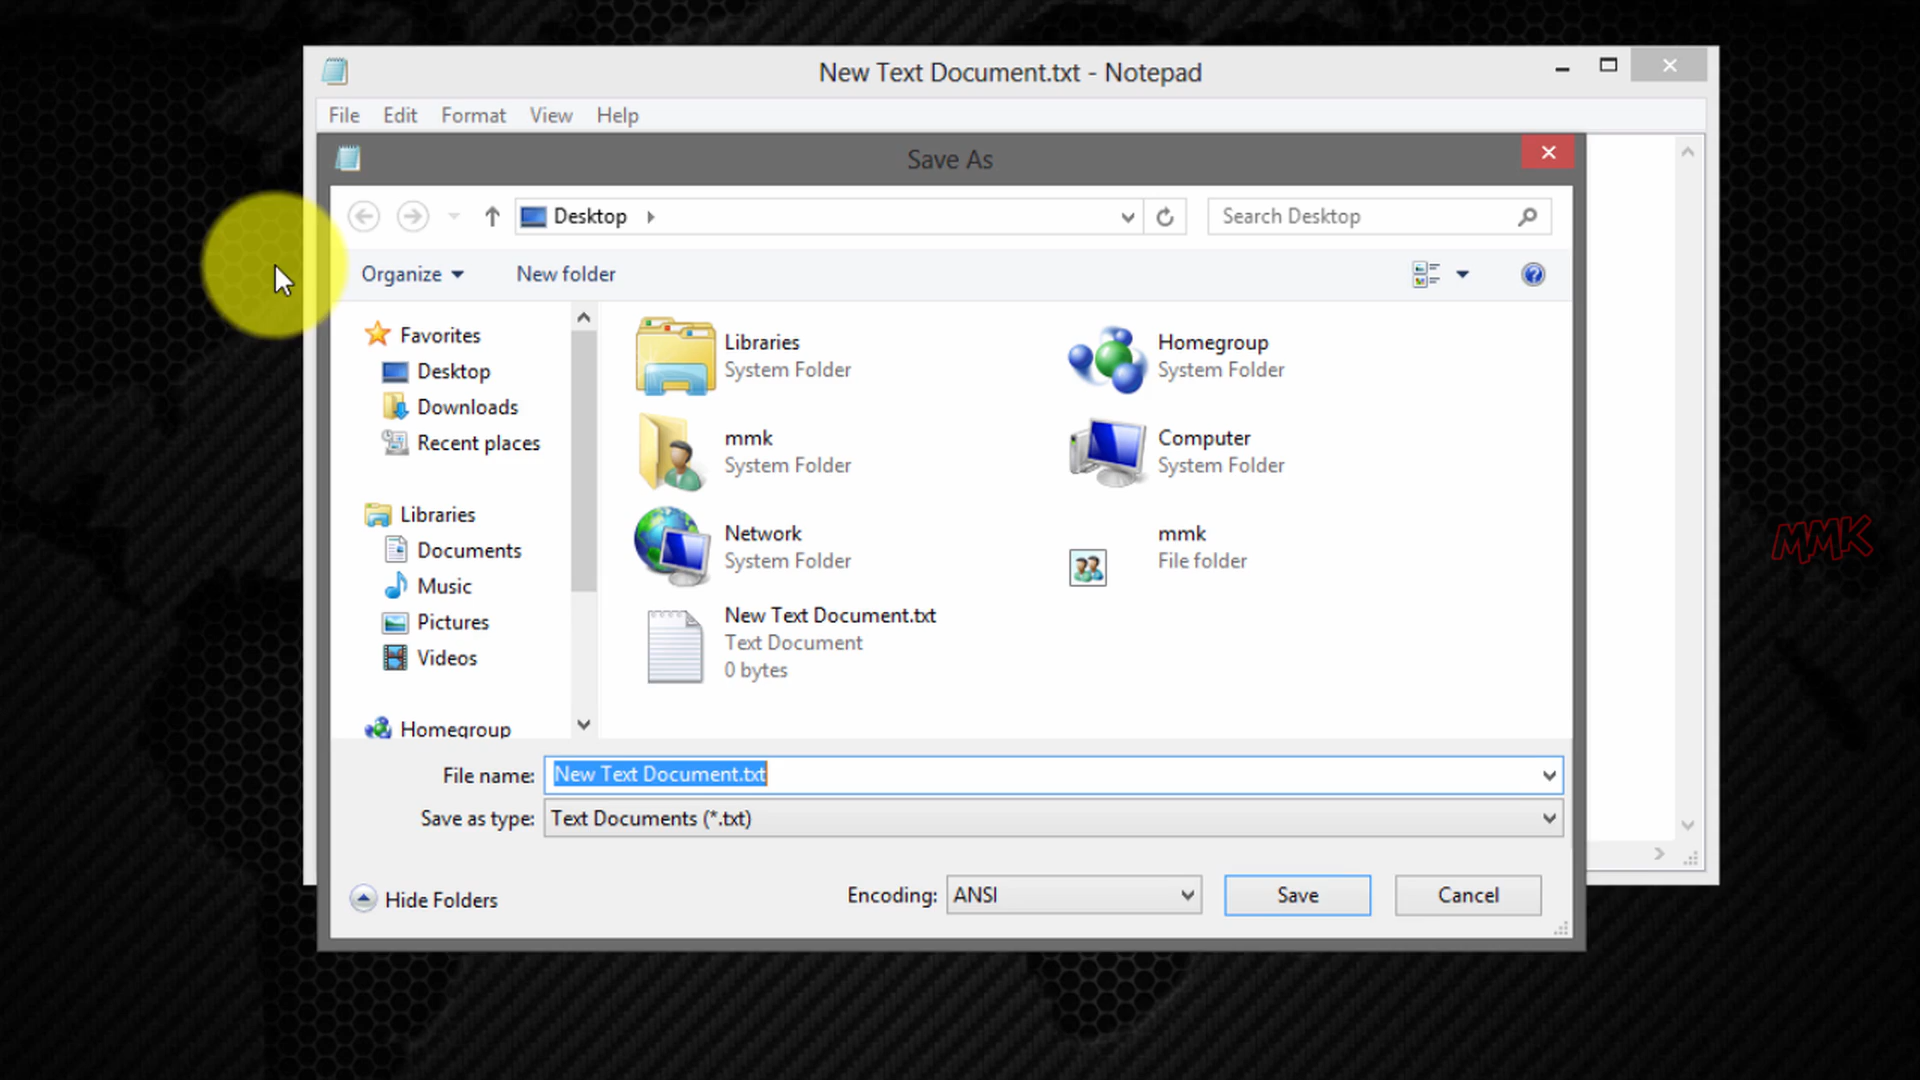 New Text Document.txt - Notepad
File Edit Format View Help
Save As
Desktop
Search Desktop
Organize New folder
Favorites
Desktop
Downloads
Recent places
Libraries
Documents
Music
Pictures
Videos
Homegroup
Libraries
System Folder
Homegroup
System Folder
mmk
System Folder
Computer
System Folder
Network
System Folder
mmk
File folder
New Text Document.txt
Text Document
0 bytes
File name: New Text Document.txt
Save as type: Text Documents (*.txt)
Hide Folders
Encoding: ANSI
Save
Cancel
MMK